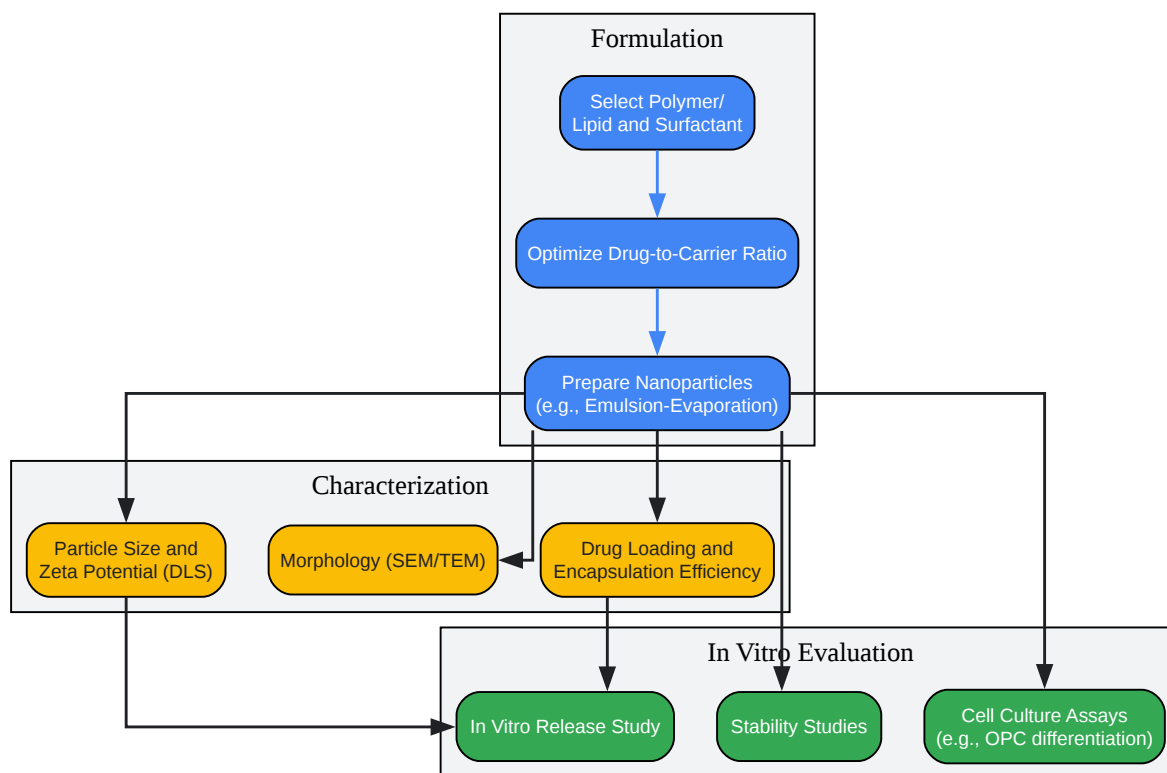 Formulation
Select Polymer/
Lipid and Surfactant
Optimize Drug-to-Carrier Ratio
Prepare Nanoparticles
(e.g., Emulsion-Evaporation)
Characterization
Particle Size and
Zeta Potential (DLS)
Morphology (SEM/TEM)
Drug Loading and
Encapsulation Efficiency
In Vitro Evaluation
In Vitro Release Study
Stability Studies
Cell Culture Assays
(e.g., OPC differentiation)